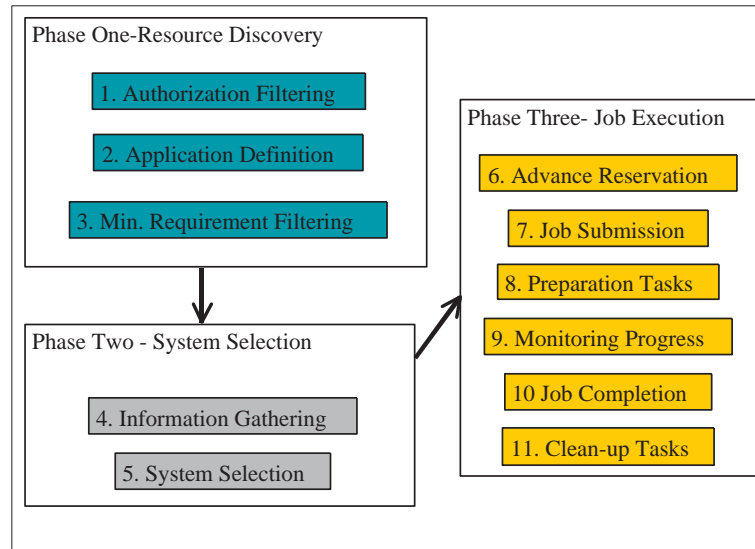 Phase One-Resource Discovery
1. Authorization Filtering
2. Application Definition
3. Min. Requirement Filtering
Phase Two - System Selection
4. Information Gathering
5. System Selection
Phase Three- Job Execution
6. Advance Reservation
7. Job Submission
8. Preparation Tasks
9. Monitoring Progress
10 Job Completion
11. Clean-up Tasks